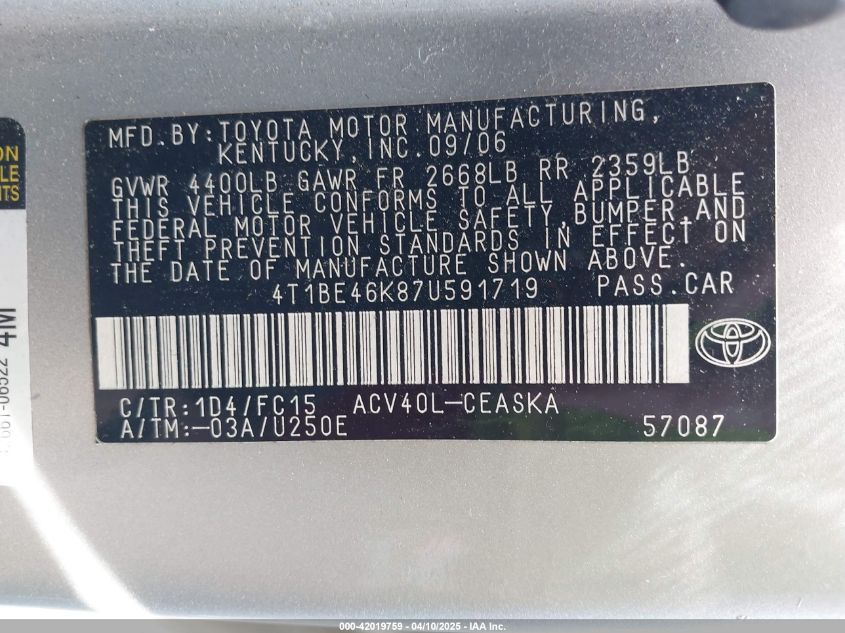 MFD.BY:TOYOTA MOTOR MANUFACTURING,
KENTUCKY,INC.09/06
GVWR 4400LB GAWR FR 2668LB RR 2359LB
THIS VEHICLE CONFORMS TO ALL APPLICABLE
FEDERAL MOTOR VEHICLE SAFETY,BUMPER,AND
THEFT PREVENTION STANDARDS IN EFFECT ON
THE DATE OF MANUFACTURE SHOWN ABOVE.
4T1BE46K87U591719 PASS.CAR
C/TR:1D4/FC15 ACV40L-CEASKA
A/TM:-03A/U250E 57087
4M
000-42019759 - 04/10/2025 - IAA Inc.